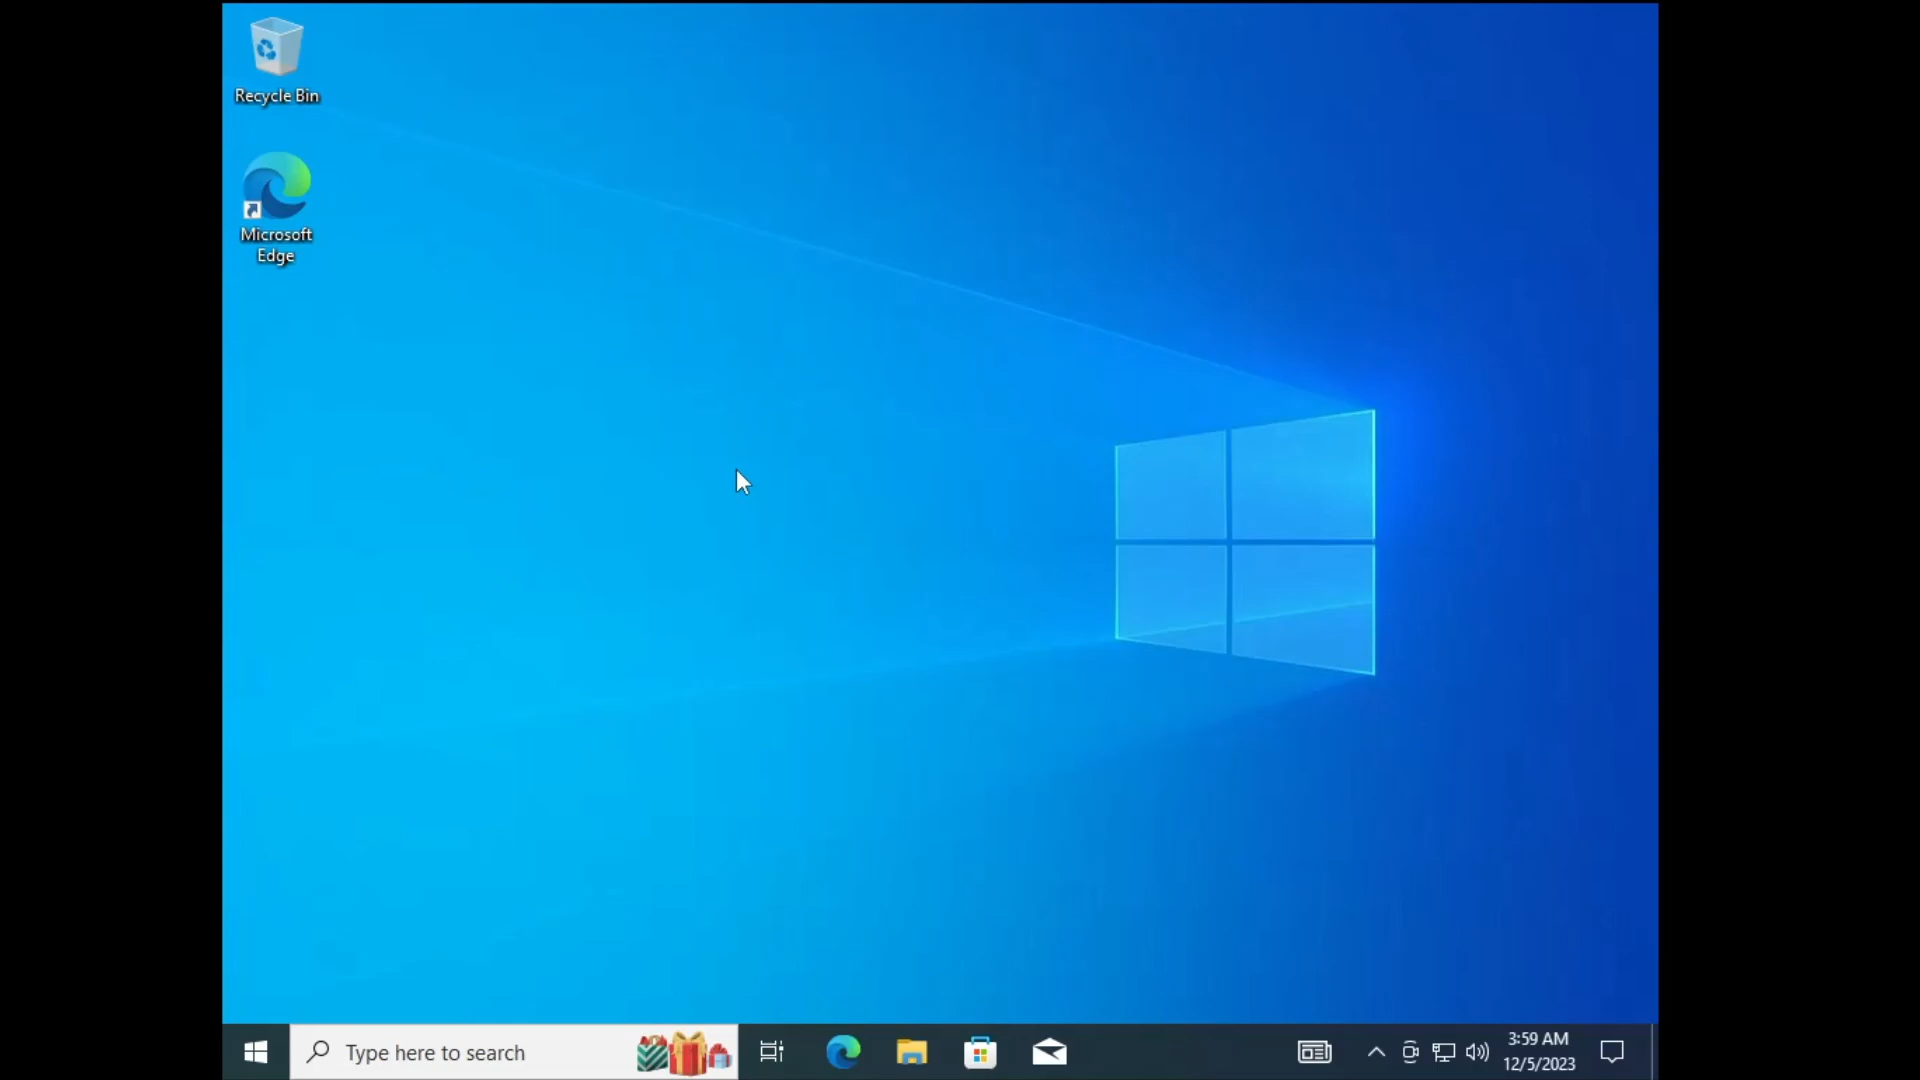 Recycle Bin
Microsoft
Edge
Type here to search
3:59 AM
12/5/2023